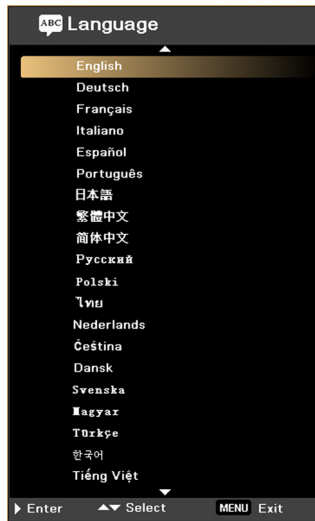 ABC Language
English
Deutsch
Français
Italiano
Español
Português
日本語
繁體中文
简体中文
Русский
Polski
ไทย
Nederlands
Čeština
Dansk
Svenska
Magyar
Türkçe
한국어
Tiếng Việt
Enter Select MENU Exit